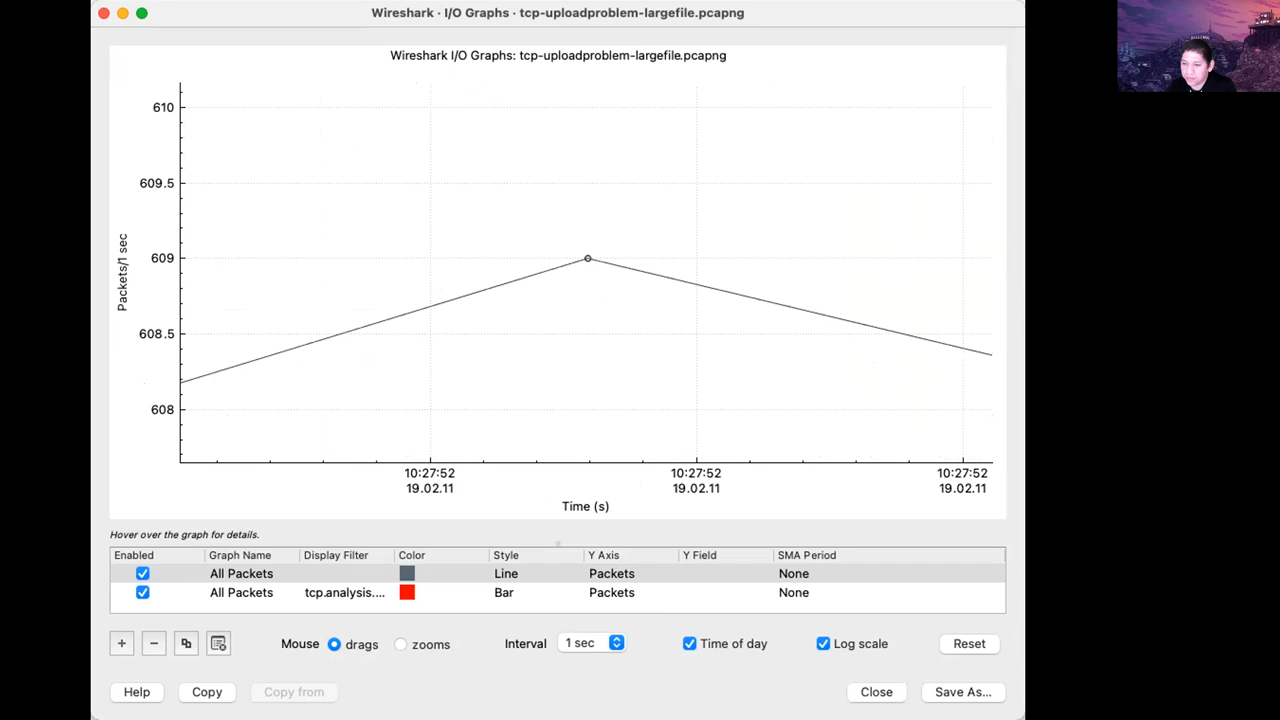 Wireshark · I/O Graphs · tcp-uploadproblem-largefile.pcapng
Wireshark I/O Graphs: tcp-uploadproblem-largefile.pcapng
610
609.5
609
608.5
608
Packets/1 sec
10:27:52 10:27:52 10:27:52
19.02.11 19.02.11 19.02.11
Time (s)
Hover over the graph for details.
Enabled Graph Name Display Filter Color Style Y Axis Y Field SMA Period
All Packets Line Packets None
All Packets tcp.analysis.... Bar Packets None
+ − Mouse drags zooms Interval 1 sec Time of day Log scale Reset
Help Copy Copy from Close Save As...